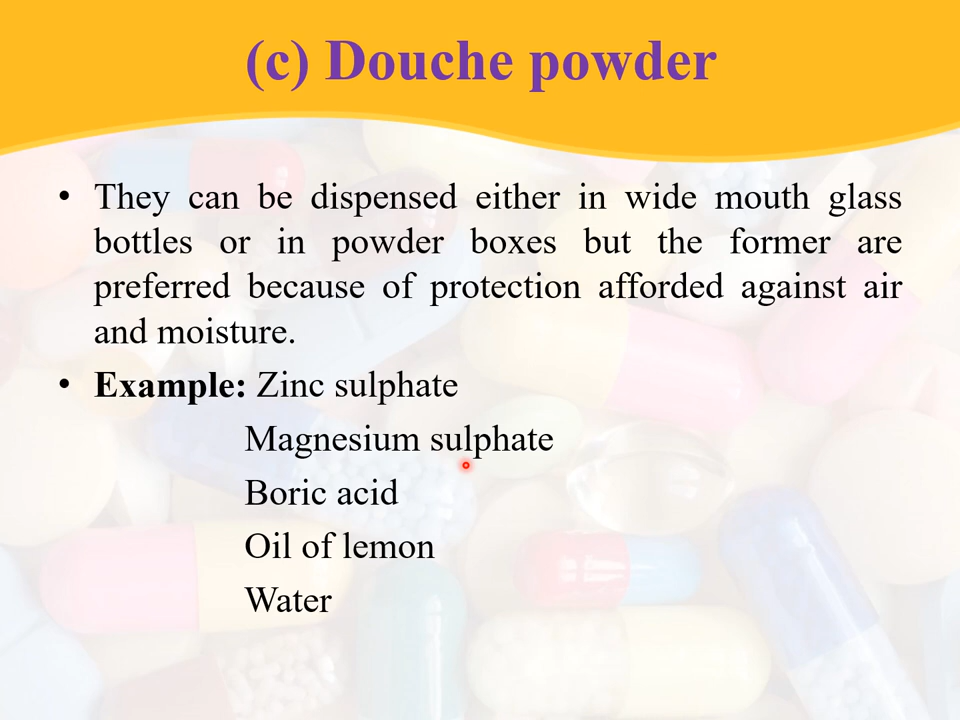 (c) Douche powder
• They can be dispensed either in wide mouth glass
bottles or in powder boxes but the former are
preferred because of protection afforded against air
and moisture.
• Example: Zinc sulphate
Magnesium sulphate
Boric acid
Oil of lemon
Water